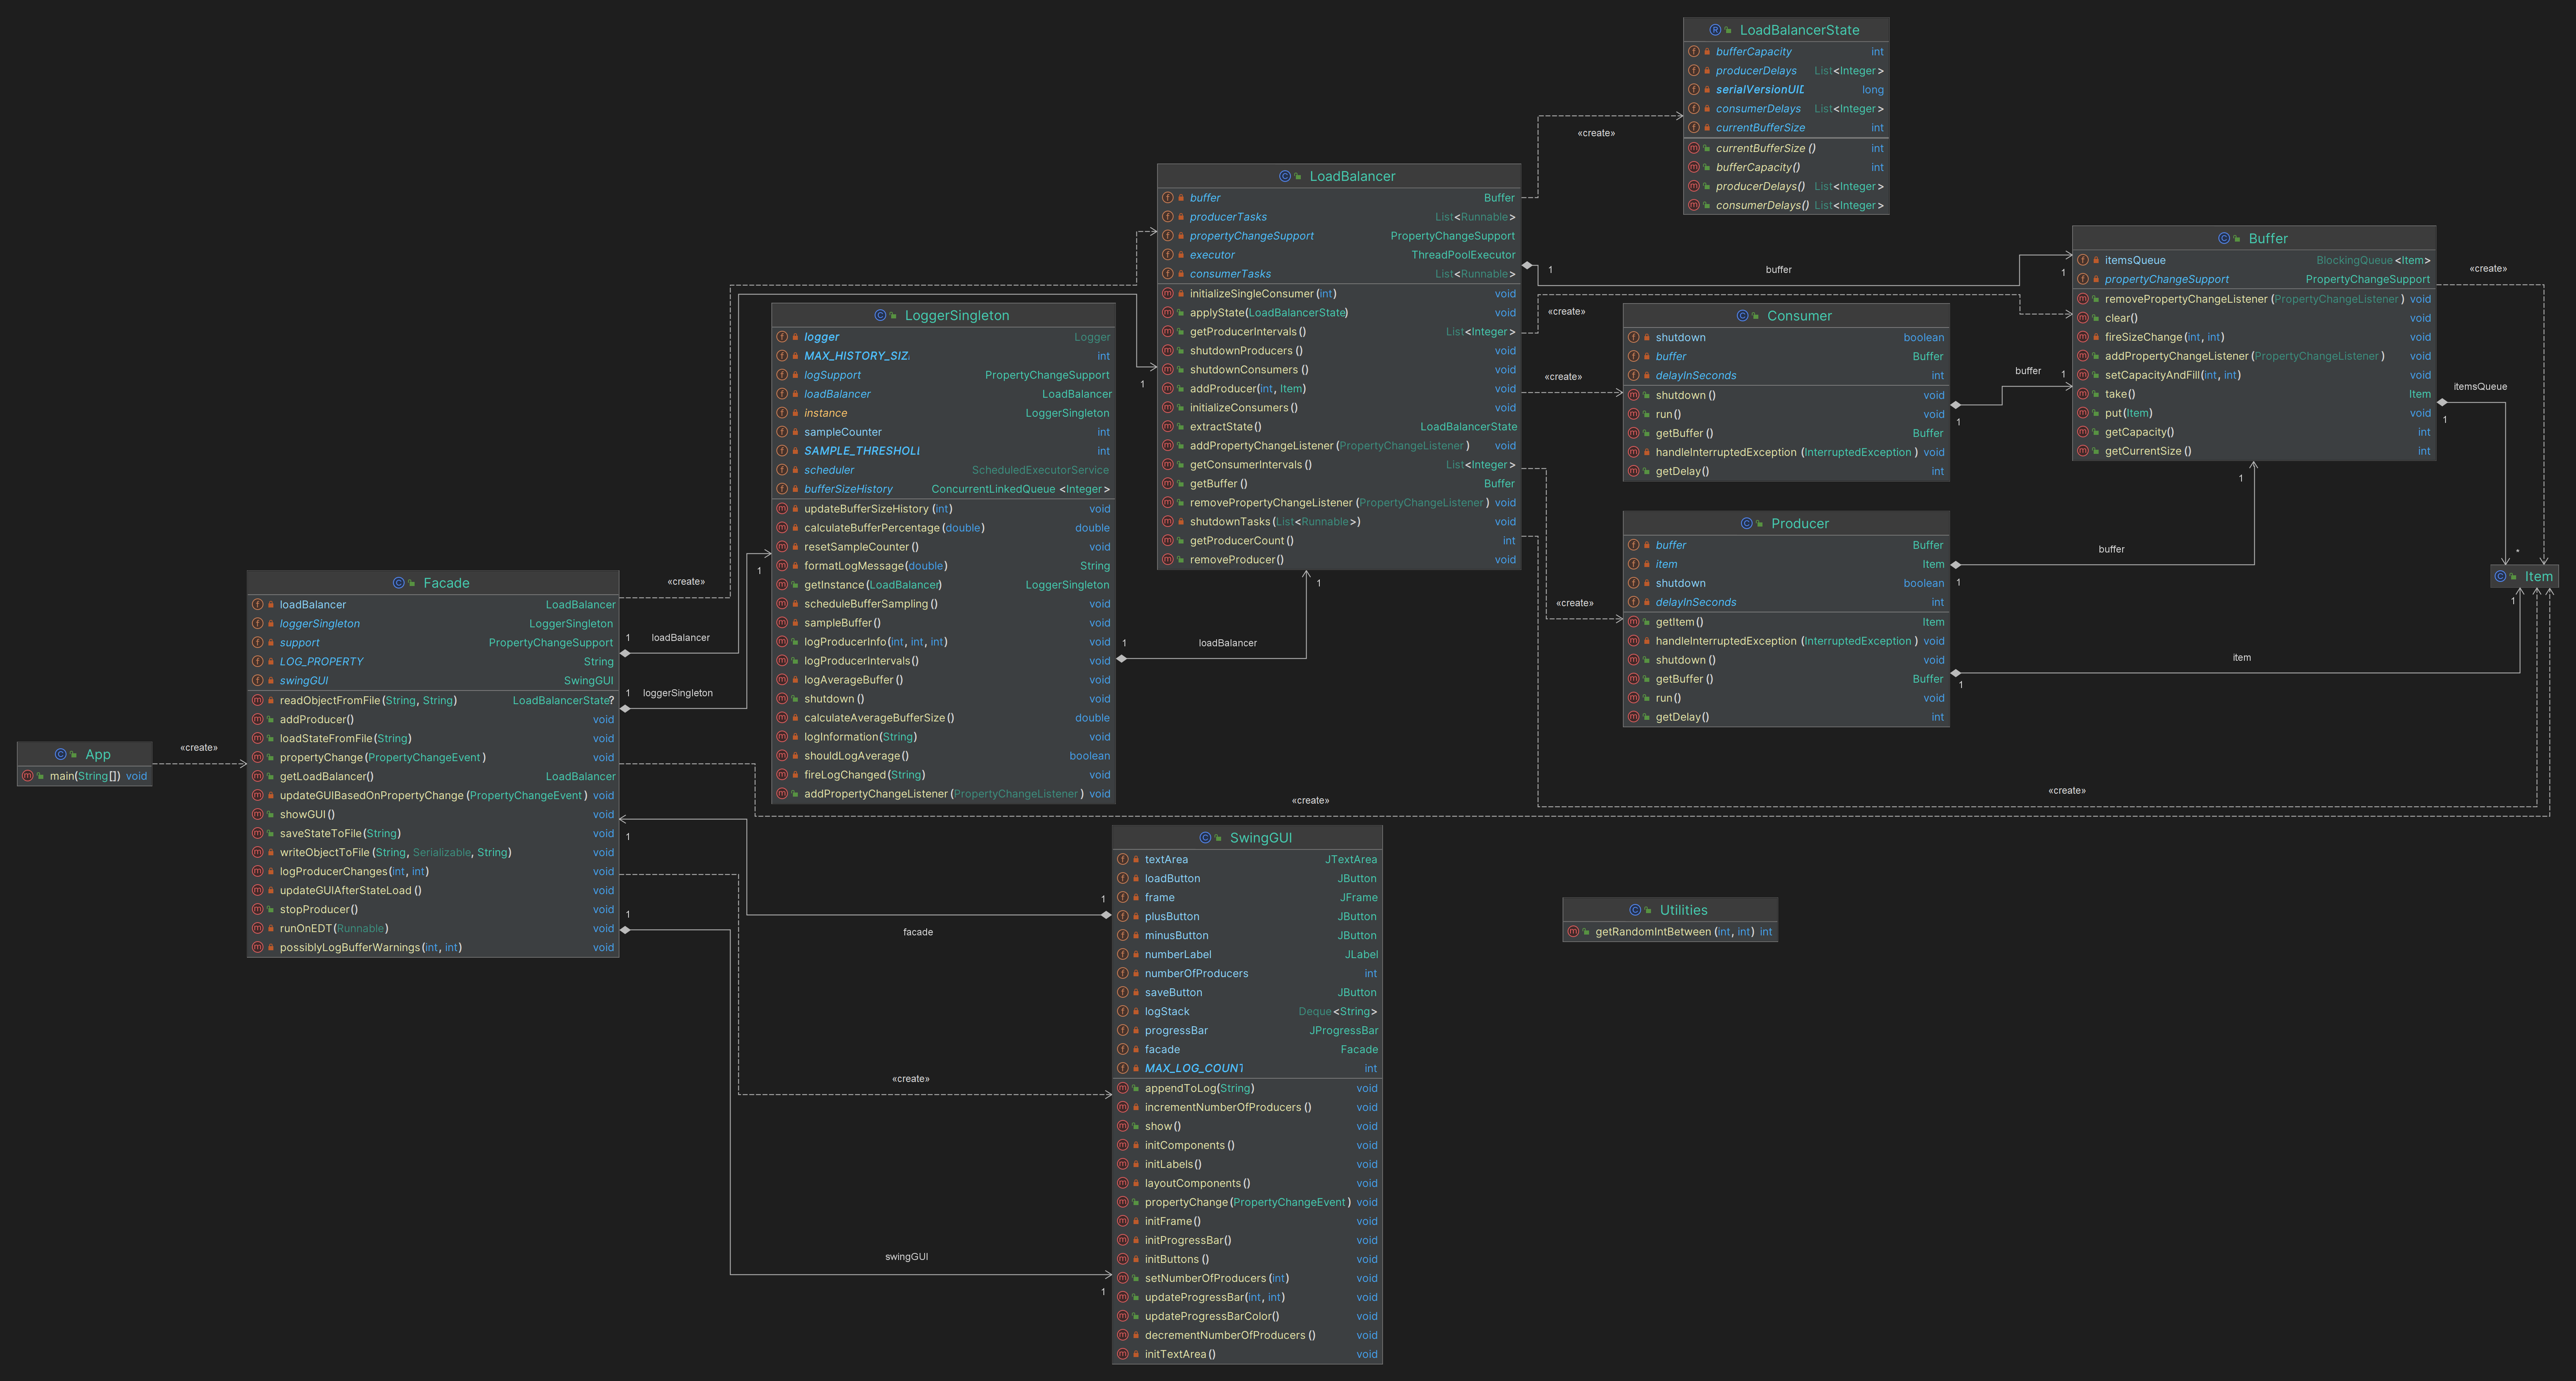 LoadBalancerState
bufferCapacity int
producerDelays List<Integer>
serialVersionUID long
consumerDelays List<Integer>
currentBufferSize int
currentBufferSize() int
bufferCapacity() int
producerDelays() List<Integer>
consumerDelays() List<Integer>
«create»
LoadBalancer
buffer Buffer
producerTasks List<Runnable>
propertyChangeSupport PropertyChangeSupport
executor ThreadPoolExecutor
consumerTasks List<Runnable>
initializeSingleConsumer(int) void
applyState(LoadBalancerState) void
getProducerIntervals() List<Integer>
shutdownProducers() void
shutdownConsumers() void
addProducer(int, Item) void
initializeConsumers() void
extractState() LoadBalancerState
addPropertyChangeListener(PropertyChangeListener) void
getConsumerIntervals() List<Integer>
getBuffer() Buffer
removePropertyChangeListener(PropertyChangeListener) void
shutdownTasks(List<Runnable>) void
getProducerCount() int
removeProducer() void
1
buffer
1
«create»
«create»
«create»
«create»
Buffer
itemsQueue BlockingQueue<Item>
propertyChangeSupport PropertyChangeSupport
removePropertyChangeListener(PropertyChangeListener) void
clear() void
fireSizeChange(int, int) void
addPropertyChangeListener(PropertyChangeListener) void
setCapacityAndFill(int, int) void
take() Item
put(Item) void
getCapacity() int
getCurrentSize() int
«create»
itemsQueue
1
*
Item
Consumer
shutdown boolean
buffer Buffer
delayInSeconds int
shutdown() void
run() void
getBuffer() Buffer
handleInterruptedException(InterruptedException) void
getDelay() int
buffer
1
1
Producer
buffer Buffer
item Item
shutdown boolean
delayInSeconds int
getItem() Item
handleInterruptedException(InterruptedException) void
shutdown() void
getBuffer() Buffer
run() void
getDelay() int
1
buffer
1
1
item
1
LoggerSingleton
logger Logger
MAX_HISTORY_SIZ
int
logSupport PropertyChangeSupport
loadBalancer LoadBalancer
instance LoggerSingleton
sampleCounter int
SAMPLE_THRESHOLI
int
scheduler ScheduledExecutorService
bufferSizeHistory ConcurrentLinkedQueue<Integer>
updateBufferSizeHistory(int) void
calculateBufferPercentage(double) double
resetSampleCounter() void
formatLogMessage(double) String
getInstance(LoadBalancer) LoggerSingleton
scheduleBufferSampling() void
sampleBuffer() void
logProducerInfo(int, int, int) void
logProducerIntervals() void
logAverageBuffer() void
shutdown() void
calculateAverageBufferSize() double
logInformation(String) void
shouldLogAverage() boolean
fireLogChanged(String) void
addPropertyChangeListener(PropertyChangeListener) void
1
loadBalancer
1
Facade
loadBalancer LoadBalancer
loggerSingleton LoggerSingleton
support PropertyChangeSupport
LOG_PROPERTY String
swingGUI SwingGUI
readObjectFromFile(String, String) LoadBalancerState?
addProducer() void
loadStateFromFile(String) void
propertyChange(PropertyChangeEvent) void
getLoadBalancer() LoadBalancer
updateGUIBasedOnPropertyChange(PropertyChangeEvent) void
showGUI() void
saveStateToFile(String) void
writeObjectToFile(String, Serializable, String) void
logProducerChanges(int, int) void
updateGUIAfterStateLoad() void
stopProducer() void
runOnEDT(Runnable) void
possiblyLogBufferWarnings(int, int) void
«create»
1
loadBalancer
1
1
loggerSingleton
1
«create»
1
facade
1
«create»
1
swingGUI
1
App
main(String[]) void
«create»
SwingGUI
textArea JTextArea
loadButton JButton
frame JFrame
plusButton JButton
minusButton JButton
numberLabel JLabel
numberOfProducers int
saveButton JButton
logStack Deque<String>
progressBar JProgressBar
facade Facade
MAX_LOG_COUNT int
appendToLog(String) void
incrementNumberOfProducers() void
show() void
initComponents() void
initLabels() void
layoutComponents() void
propertyChange(PropertyChangeEvent) void
initFrame() void
initProgressBar() void
initButtons() void
setNumberOfProducers(int) void
updateProgressBar(int, int) void
updateProgressBarColor() void
decrementNumberOfProducers() void
initTextArea() void
Utilities
getRandomIntBetween(int, int) int